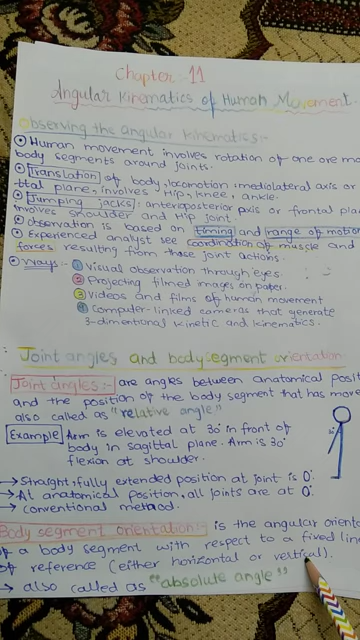 Chapter :- 11
Angular Kinematics of Human Movement
observing the angular kinematics:-
Human movement involves rotation of one are mo
body segments around joints.
Translation of body, locomotion: mediolateral axis or
ttal plane, involves Hip, knee, ankle.
Jumping jacks: anteroposterior axis or frontal plan
involves shoulder and Hip joint.
observation is based on timing and range of motion
Experienced analyst see coordination of muscle and
forces resulting from those joint actions.
ways:- 1 Visual observation through eyes.
2 Projecting filmed images on paper.
3 Videos and films of human movement
4 Computer-linked cameras that generate
3-dimentional kinetic and kinematics.
Joint angles and body segment orientation
Joint angles:- are angles between anatomical posit
and the position of the body segment that has move
also called as "relative angle"
Example Arm is elevated at 30° in front of
body in sagittal plane. Arm is 30°
flexion at shoulder.
30°
→ Straight, fully extended position at joint is 0°.
→ At anatomical position, all joints are at 0°.
→ conventional method.
Body segment orientation:- is the angular orienta
of a body segment with respect to a fixed line
of reference (either horizontal or vertical).
→ also called as "absolute angle"